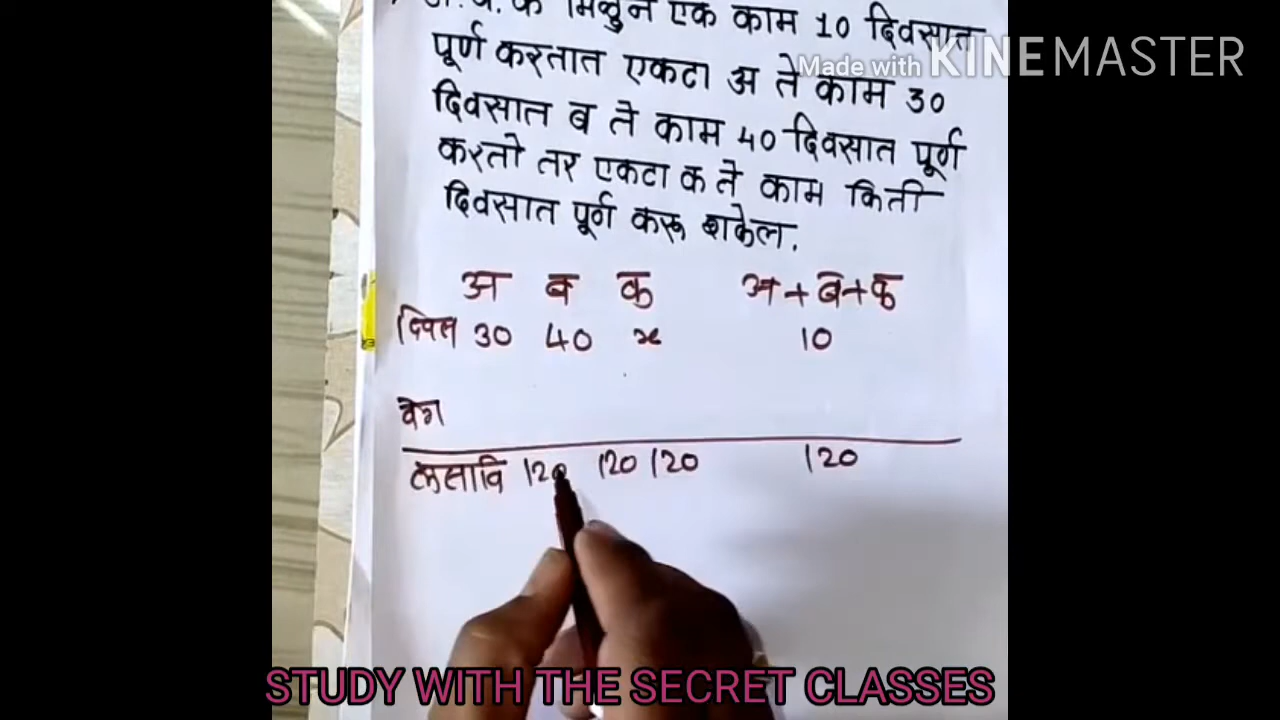 अ.ब.क मिळुन एक काम 10 दिवसात
पूर्ण करतात एकटा अ ते काम 30
Made with KINEMASTER
दिवसात ब ते काम 40 दिवसात पूर्ण
करतो तर एकटा क ते काम किती
दिवसात पूर्ण करू शकेल.
अ ब क अ+ब+क
दिवस 30 40 x 10
वेग
लसावि 120 120 120 120
STUDY WITH THE SECRET CLASSES